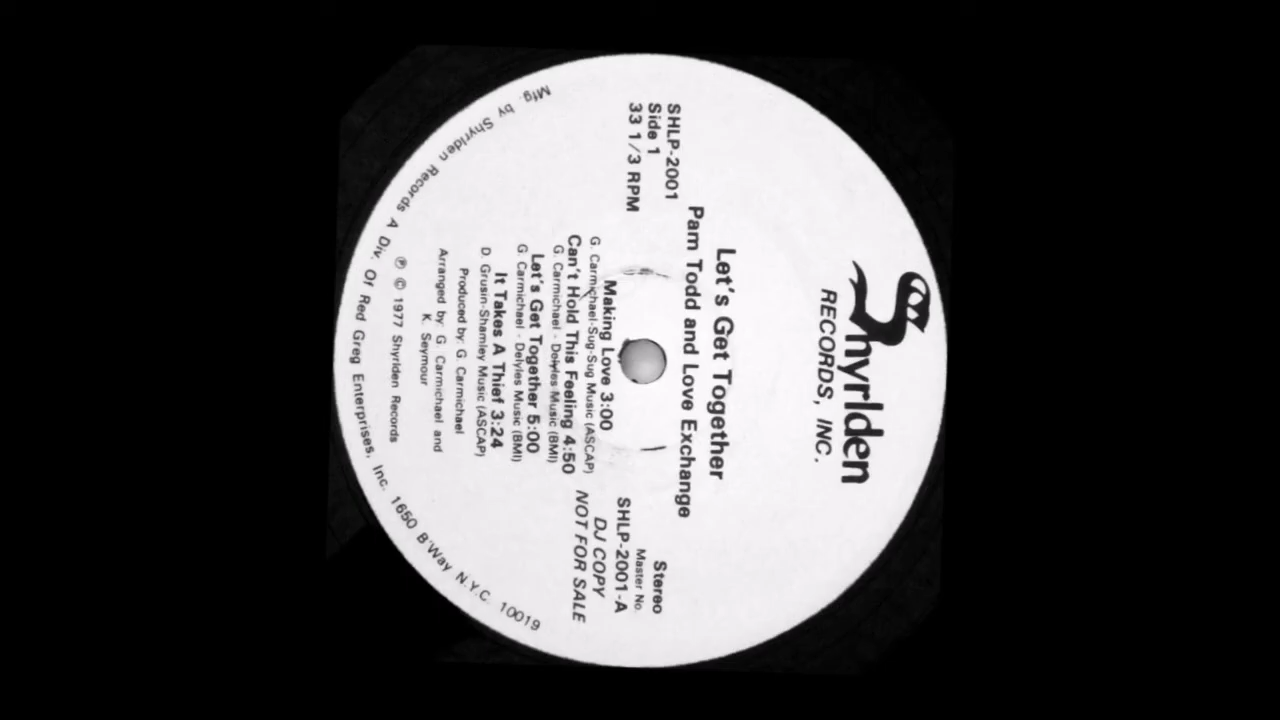 Shyrlden
RECORDS, INC.
Let's Get Together
Pam Todd and Love Exchange
SHLP-2001
Side 1
33 1/3 RPM
Stereo
Master No.
SHLP-2001-A
DJ COPY
NOT FOR SALE
Making Love 3:00
G. Carmichael-Sug-Sug Music (ASCAP)
Can't Hold This Feeling 4:50
G. Carmichael - Delyles Music (BMI)
Let's Get Together 5:00
G. Carmichael - Delyles Music (BMI)
It Takes A Thief 3:24
D. Grusin-Shamley Music (ASCAP)
Produced by: G. Carmichael
Arranged by: G. Carmichael and
K. Seymour
℗ © 1977 Shyrlden Records
Mfg. by Shyrlden Records A Div. Of Red Greg Enterprises, Inc. 1650 B'Way N.Y.C. 10019